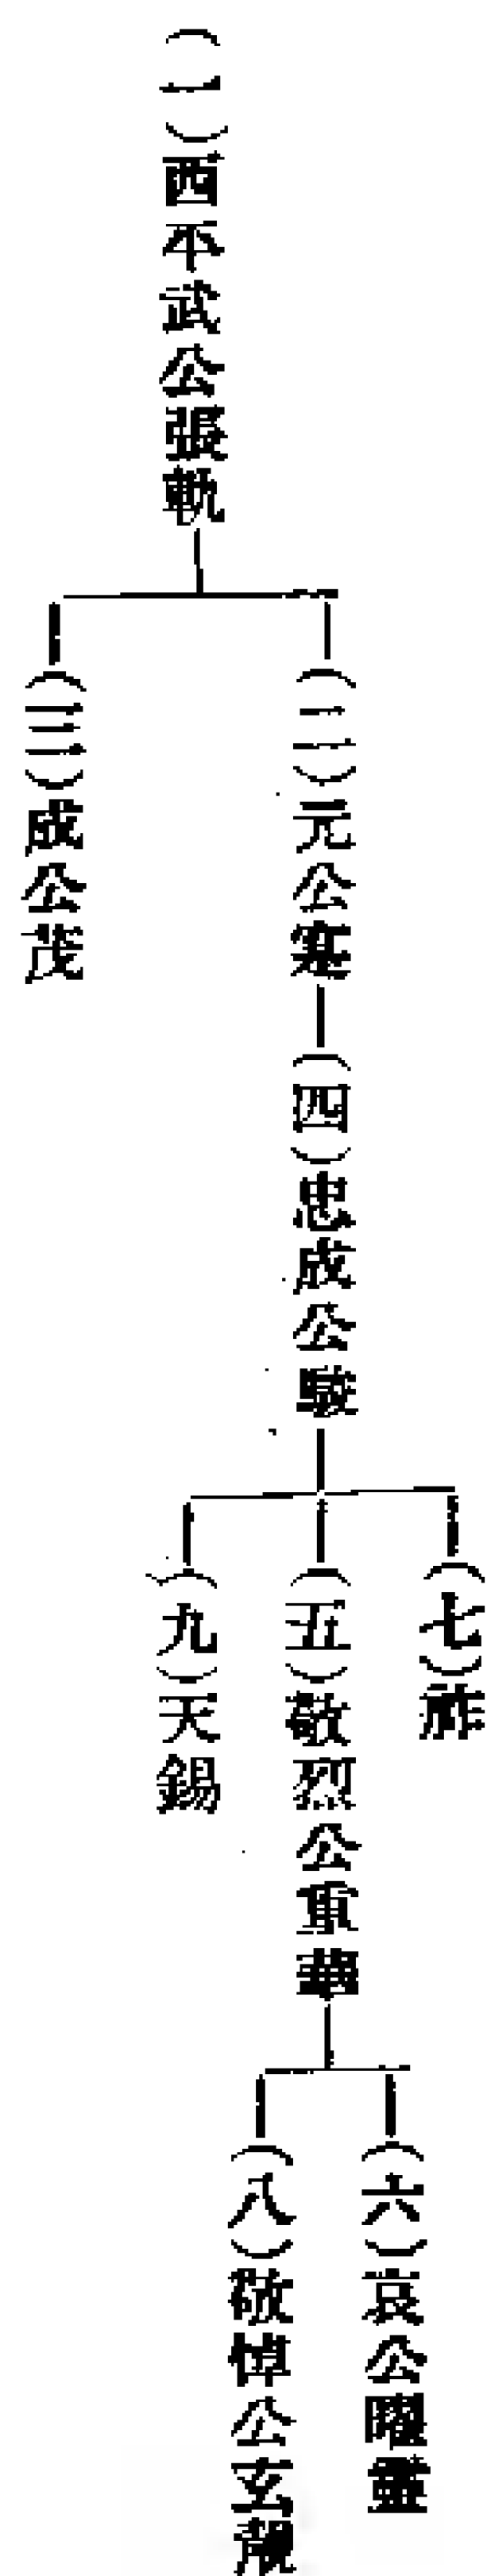 （一）西平武公張軌
（二）元公寔
（三）成公茂
（四）忠成公駿
（七）祚
（五）敬烈公重華
（九）天錫
（六）哀公曜靈
（八）敬悼公玄靚